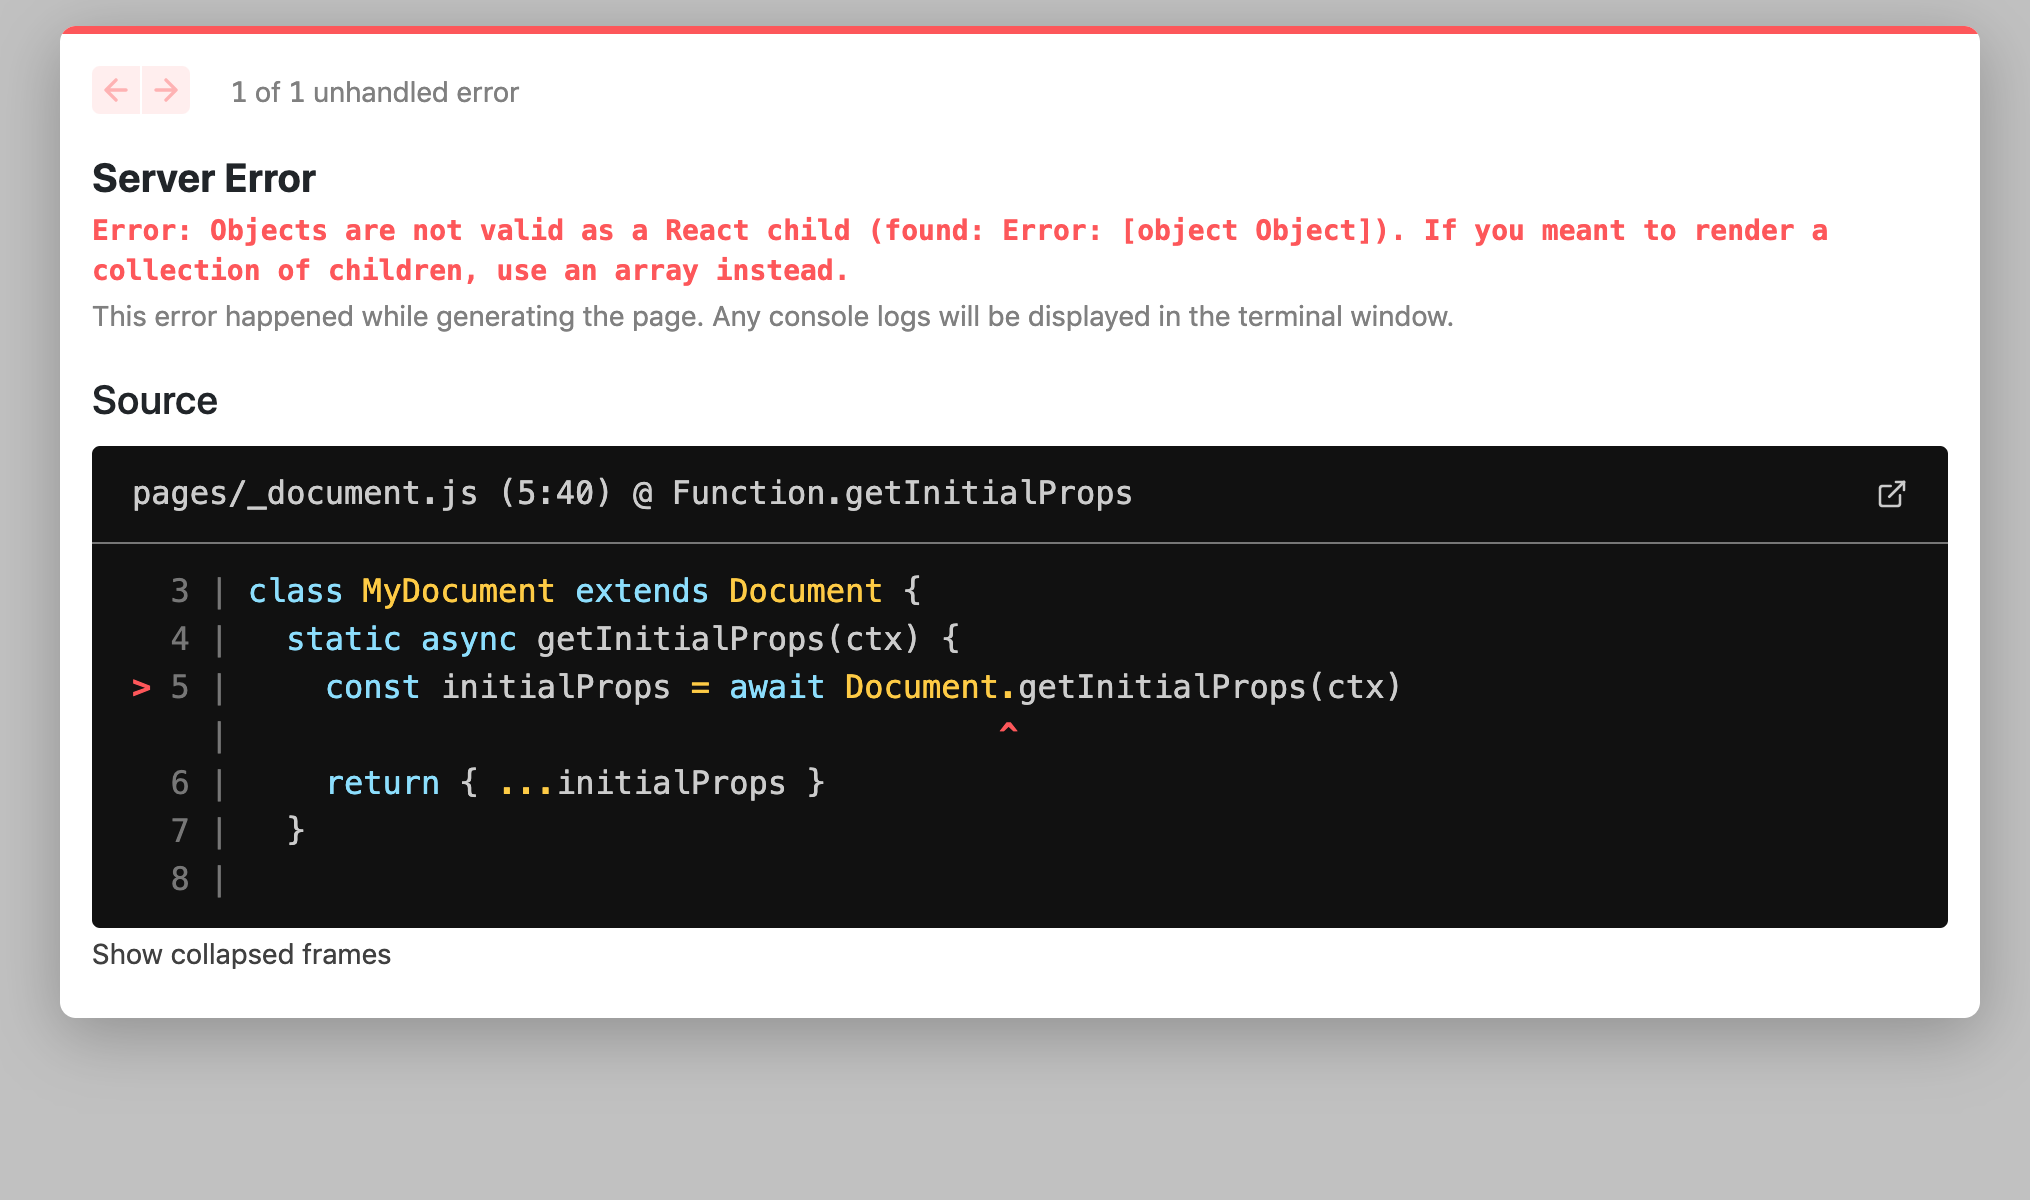 1 of 1 unhandled error
Server Error
Error: Objects are not valid as a React child (found: Error: [object Object]). If you meant to render a
collection of children, use an array instead.
This error happened while generating the page. Any console logs will be displayed in the terminal window.
Source
pages/_document.js (5:40) @ Function.getInitialProps
3 | class MyDocument extends Document {
4 |   static async getInitialProps(ctx) {
> 5 |     const initialProps = await Document.getInitialProps(ctx)
|                                        ^
6 |     return { ...initialProps }
7 |   }
8 |
Show collapsed frames